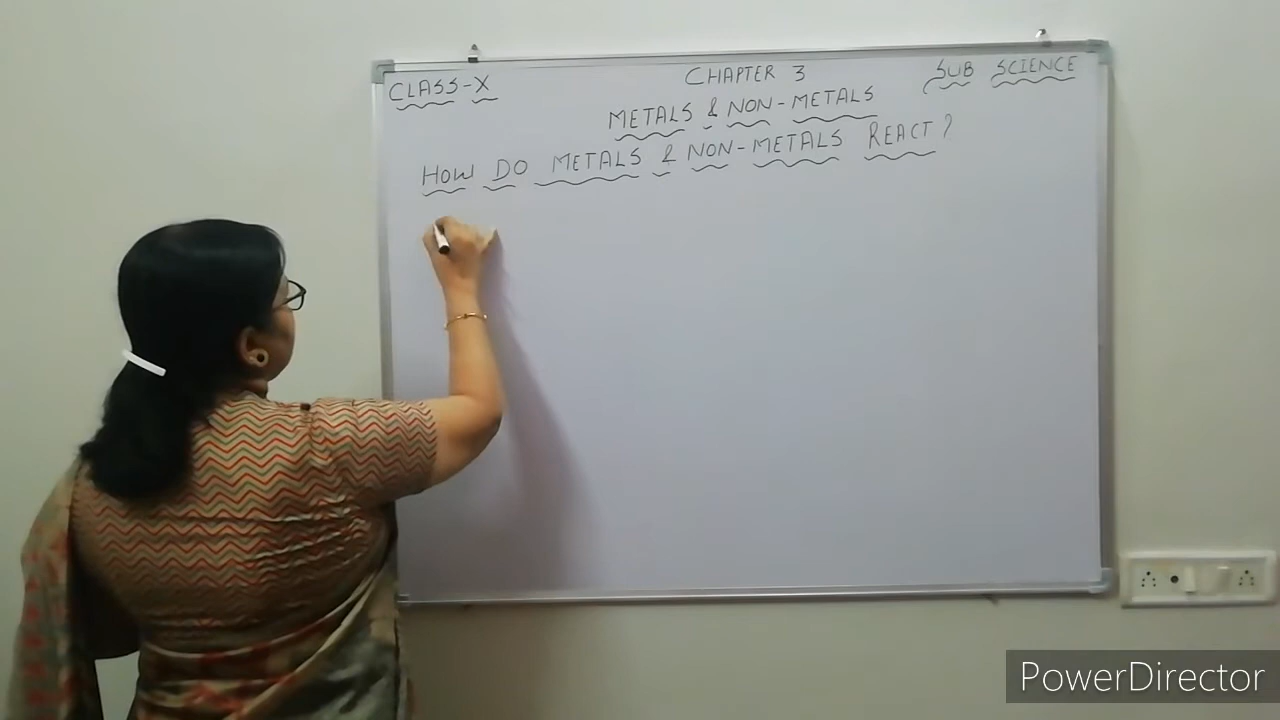 CLASS-X CHAPTER 3 SUB SCIENCE
METALS & NON-METALS
HOW DO METALS & NON-METALS REACT?
PowerDirector